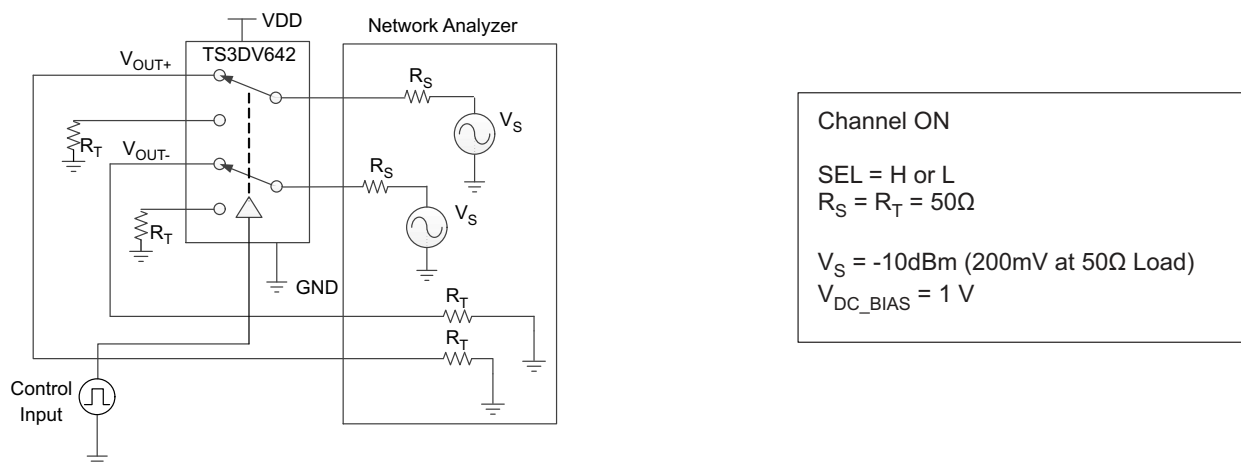 Network Analyzer
VDD
TS3DV642
VOUT+
RS
VS
RT
VOUT-
RS
VS
RT
GND
RT
RT
Control
Input
Channel ON
SEL = H or L
RS = RT = 50Ω
VS = -10dBm (200mV at 50Ω Load)
VDC_BIAS = 1 V